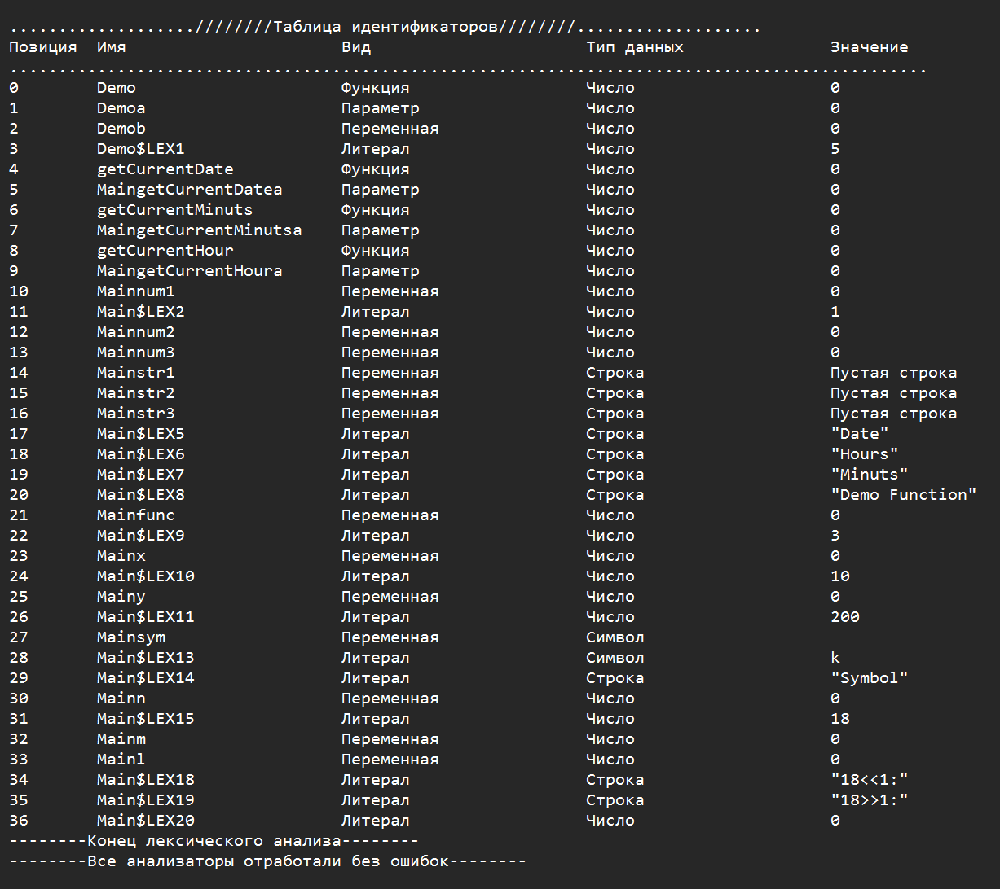 ...................////////Таблица идентификаторов////////...................
Позиция Имя Вид Тип данных Значение
..............................................................................................
0 Demo Функция Число 0
1 Demoa Параметр Число 0
2 Demob Переменная Число 0
3 Demo$LEX1 Литерал Число 5
4 getCurrentDate Функция Число 0
5 MaingetCurrentDatea Параметр Число 0
6 getCurrentMinuts Функция Число 0
7 MaingetCurrentMinutsa Параметр Число 0
8 getCurrentHour Функция Число 0
9 MaingetCurrentHoura Параметр Число 0
10 Mainnum1 Переменная Число 0
11 Main$LEX2 Литерал Число 1
12 Mainnum2 Переменная Число 0
13 Mainnum3 Переменная Число 0
14 Mainstr1 Переменная Строка Пустая строка
15 Mainstr2 Переменная Строка Пустая строка
16 Mainstr3 Переменная Строка Пустая строка
17 Main$LEX5 Литерал Строка "Date"
18 Main$LEX6 Литерал Строка "Hours"
19 Main$LEX7 Литерал Строка "Minuts"
20 Main$LEX8 Литерал Строка "Demo Function"
21 Mainfunc Переменная Число 0
22 Main$LEX9 Литерал Число 3
23 Mainx Переменная Число 0
24 Main$LEX10 Литерал Число 10
25 Mainy Переменная Число 0
26 Main$LEX11 Литерал Число 200
27 Mainsym Переменная Символ
28 Main$LEX13 Литерал Символ k
29 Main$LEX14 Литерал Строка "Symbol"
30 Mainn Переменная Число 0
31 Main$LEX15 Литерал Число 18
32 Mainm Переменная Число 0
33 Mainl Переменная Число 0
34 Main$LEX18 Литерал Строка "18<<1:"
35 Main$LEX19 Литерал Строка "18>>1:"
36 Main$LEX20 Литерал Число 0
--------Конец лексического анализа--------
--------Все анализаторы отработали без ошибок--------